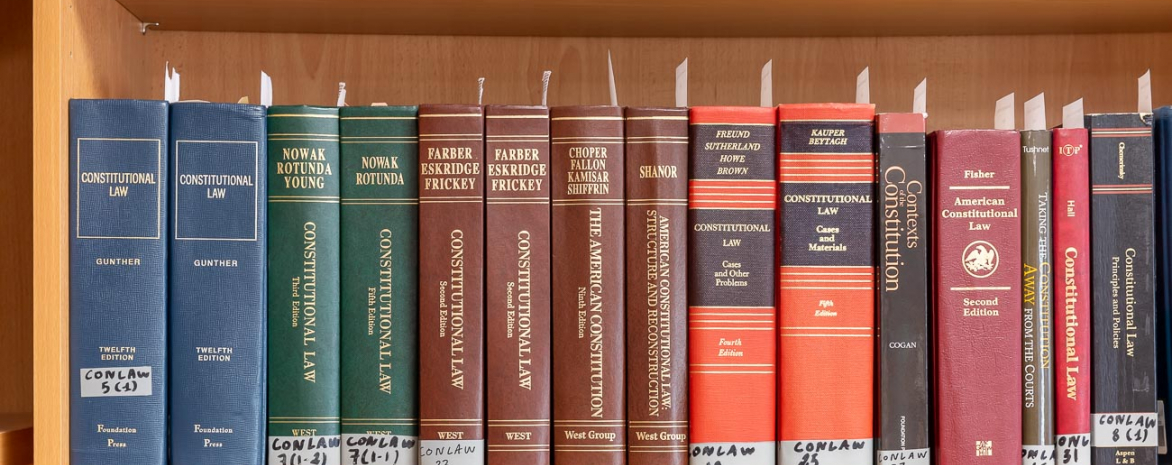 CONSTITUTIONAL
LAW
GUNTHER
TWELFTH
EDITION
CONLAW
5(1)
Foundation
Press
CONSTITUTIONAL
LAW
GUNTHER
TWELFTH
EDITION
Foundation
Press
NOWAK
ROTUNDA
YOUNG
CONSTITUTIONAL LAW
Third Edition
WEST
CONLAW
7(1-2)
NOWAK
ROTUNDA
CONSTITUTIONAL LAW
Fifth Edition
WEST
CONLAW
7(1-1)
FARBER
ESKRIDGE
FRICKEY
CONSTITUTIONAL LAW
Second Edition
WEST
CONLAW
FARBER
ESKRIDGE
FRICKEY
CONSTITUTIONAL LAW
Second Edition
WEST
CHOPER
FALLON
KAMISAR
SHIFFRIN
THE AMERICAN CONSTITUTION
Ninth Edition
West Group
SHANOR
AMERICAN CONSTITUTIONAL LAW:
STRUCTURE AND RECONSTRUCTION
West Group
FREUND
SUTHERLAND
HOWE
BROWN
CONSTITUTIONAL
LAW
Cases
and Other
Problems
Fourth
Edition
CONLAW
KAUPER
BEYTAGH
CONSTITUTIONAL
LAW
Cases
and
Materials
Fifth
Edition
CONLAW
25
Contexts
of the
Constitution
COGAN
CONLAW
Fisher
American
Constitutional
Law
Second
Edition
Tushnet
TAKING THE CONSTITUTION
AWAY FROM THE COURTS
ITP
Hall
Constitutional Law
31
Chemerinsky
Constitutional Law
Principles and Policies
CONLAW
8(1)
Aspen
L & B